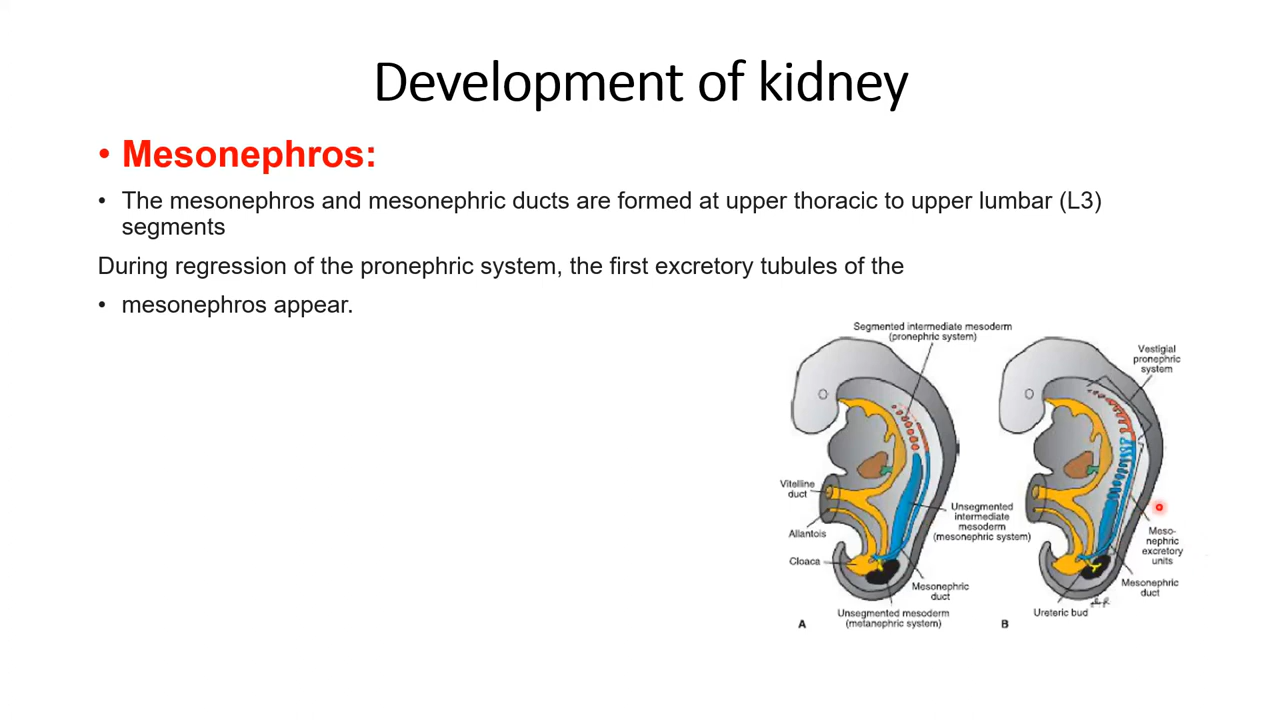 Development of kidney
• Mesonephros:
• The mesonephros and mesonephric ducts are formed at upper thoracic to upper lumbar (L3)
segments
During regression of the pronephric system, the first excretory tubules of the
• mesonephros appear.
Segmented intermediate mesoderm
(pronephric system)
Vitelline
duct
Allantois
Cloaca
Unsegmented
intermediate
mesoderm
(mesonephric system)
Mesonephric
duct
Unsegmented mesoderm
(metanephric system)
A
Vestigial
pronephric
system
Meso-
nephric
excretory
units
Mesonephric
duct
Ureteric bud
B